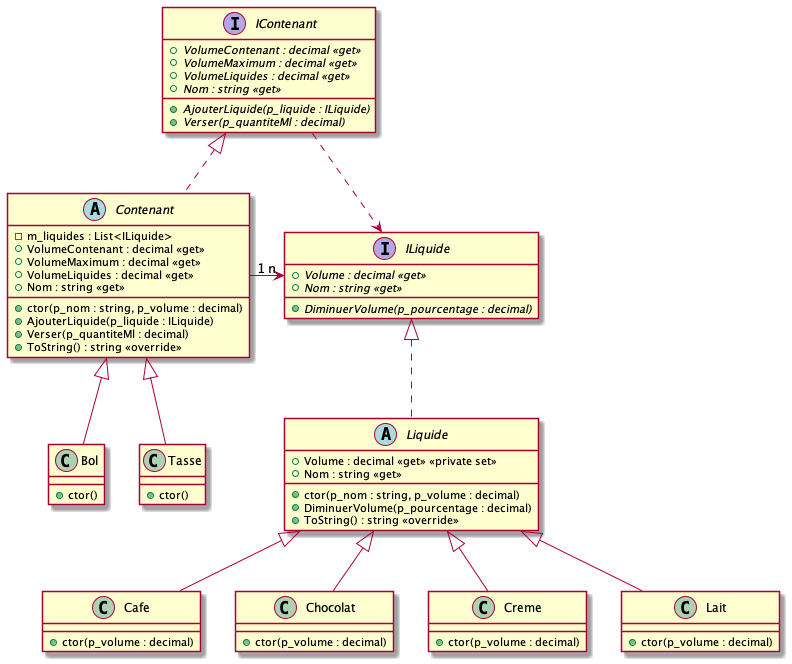 I IContenant
VolumeContenant : decimal «get»
VolumeMaximum : decimal «get»
VolumeLiquides : decimal «get»
Nom : string «get»
AjouterLiquide(p_liquide : ILiquide)
Verser(p_quantiteMl : decimal)
A Contenant
m_liquides : List<ILiquide>
VolumeContenant : decimal «get»
VolumeMaximum : decimal «get»
VolumeLiquides : decimal «get»
Nom : string «get»
ctor(p_nom : string, p_volume : decimal)
AjouterLiquide(p_liquide : ILiquide)
Verser(p_quantiteMl : decimal)
ToString() : string «override»
1 n
I ILiquide
Volume : decimal «get»
Nom : string «get»
DiminuerVolume(p_pourcentage : decimal)
C Bol
ctor()
C Tasse
ctor()
A Liquide
Volume : decimal «get» «private set»
Nom : string «get»
ctor(p_nom : string, p_volume : decimal)
DiminuerVolume(p_pourcentage : decimal)
ToString() : string «override»
C Cafe
ctor(p_volume : decimal)
C Chocolat
ctor(p_volume : decimal)
C Creme
ctor(p_volume : decimal)
C Lait
ctor(p_volume : decimal)